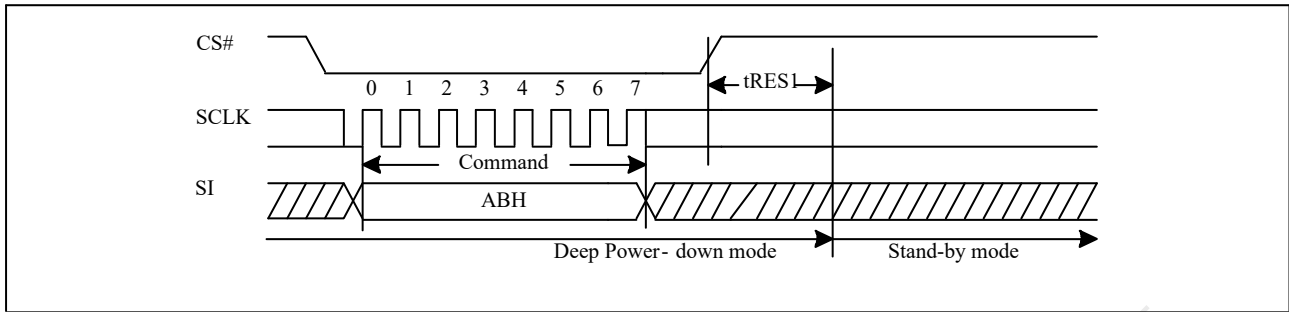 CS#
tRES1
0 1 2 3 4 5 6 7
SCLK
Command
SI
ABH
Deep Power- down mode
Stand-by mode